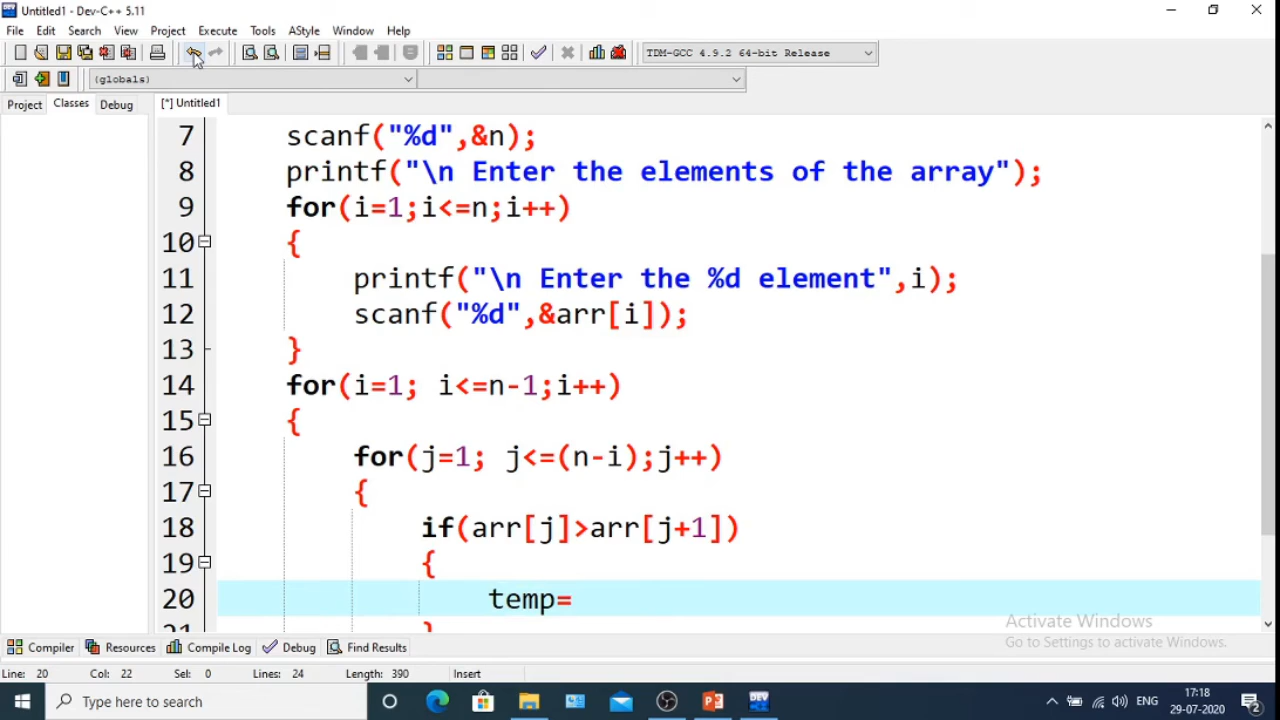 Untitled1 - Dev-C++ 5.11
File Edit Search View Project Execute Tools AStyle Window Help
TDM-GCC 4.9.2 64-bit Release
(globals)
Project Classes Debug [*] Untitled1
7 scanf("%d",&n);
8 printf("\n Enter the elements of the array");
9 for(i=1;i<=n;i++)
10 {
11 printf("\n Enter the %d element",i);
12 scanf("%d",&arr[i]);
13 }
14 for(i=1; i<=n-1;i++)
15 {
16 for(j=1; j<=(n-i);j++)
17 {
18 if(arr[j]>arr[j+1])
19 {
20 temp=
21 }
Activate Windows
Go to Settings to activate Windows.
Compiler Resources Compile Log Debug Find Results
Line: 20 Col: 22 Sel: 0 Lines: 24 Length: 390 Insert
Type here to search
DEV
ENG
17:18
29-07-2020
2